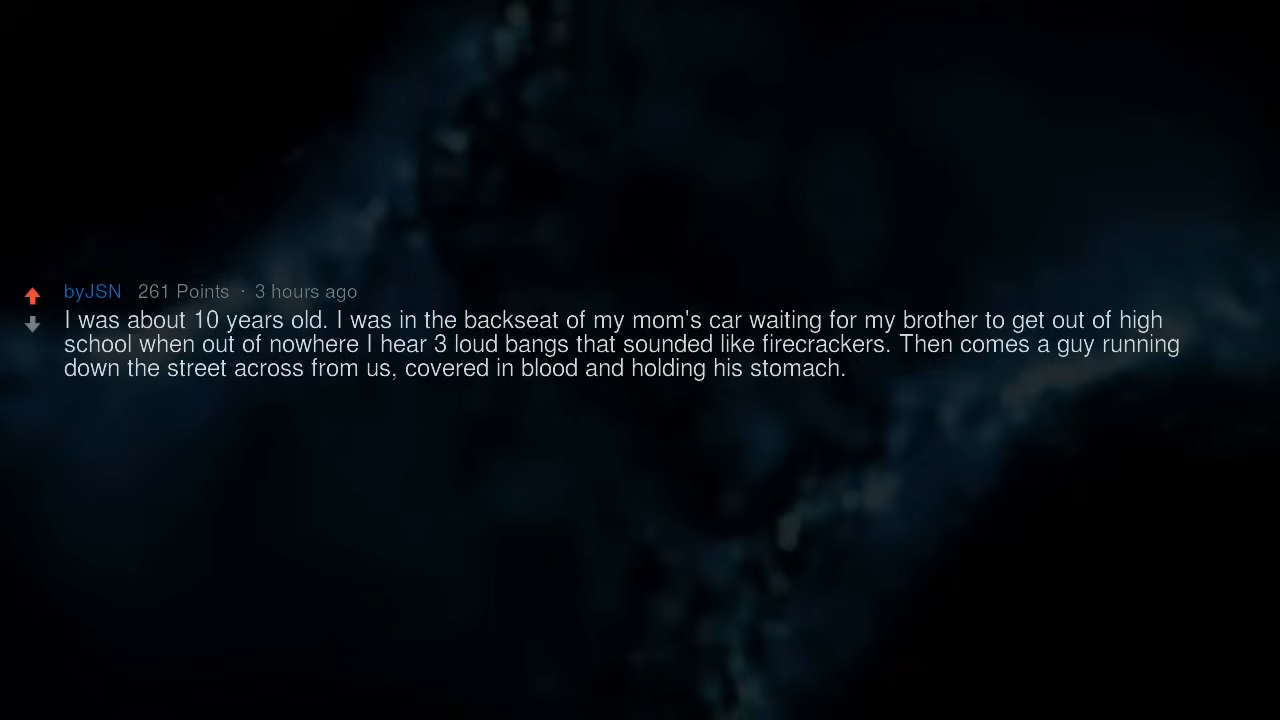 byJSN 261 Points · 3 hours ago
I was about 10 years old. I was in the backseat of my mom's car waiting for my brother to get out of high
school when out of nowhere I hear 3 loud bangs that sounded like firecrackers. Then comes a guy running
down the street across from us, covered in blood and holding his stomach.